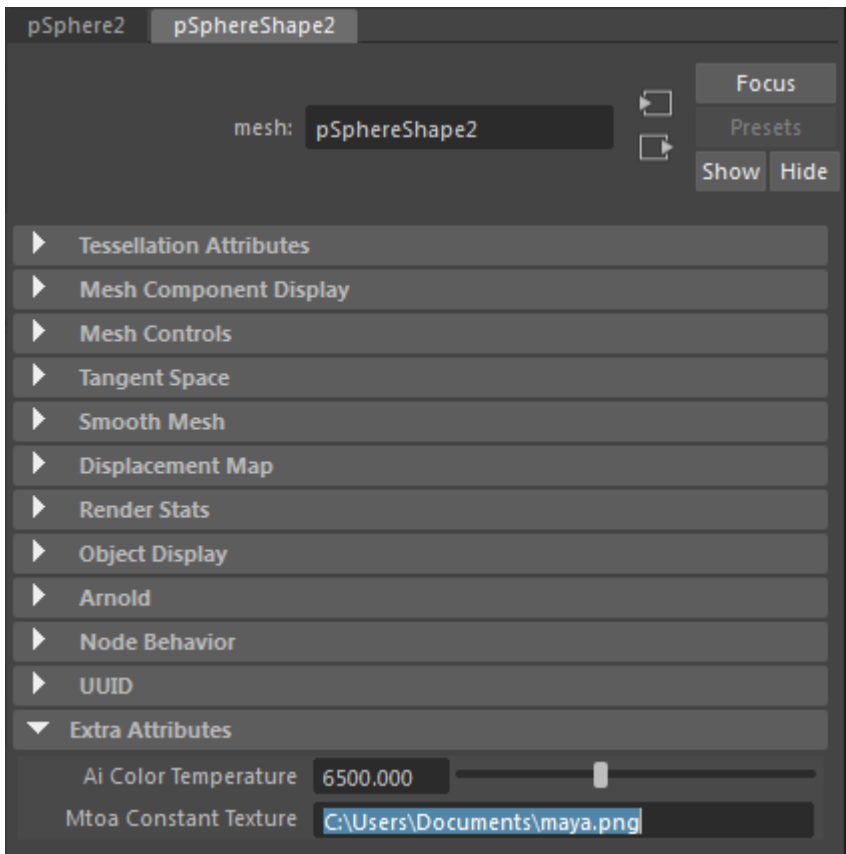 pSphere2 pSphereShape2
Focus
mesh: pSphereShape2
Presets
Show Hide
Tessellation Attributes
Mesh Component Display
Mesh Controls
Tangent Space
Smooth Mesh
Displacement Map
Render Stats
Object Display
Arnold
Node Behavior
UUID
Extra Attributes
Ai Color Temperature 6500.000
Mtoa Constant Texture C:\Users\Documents\maya.png